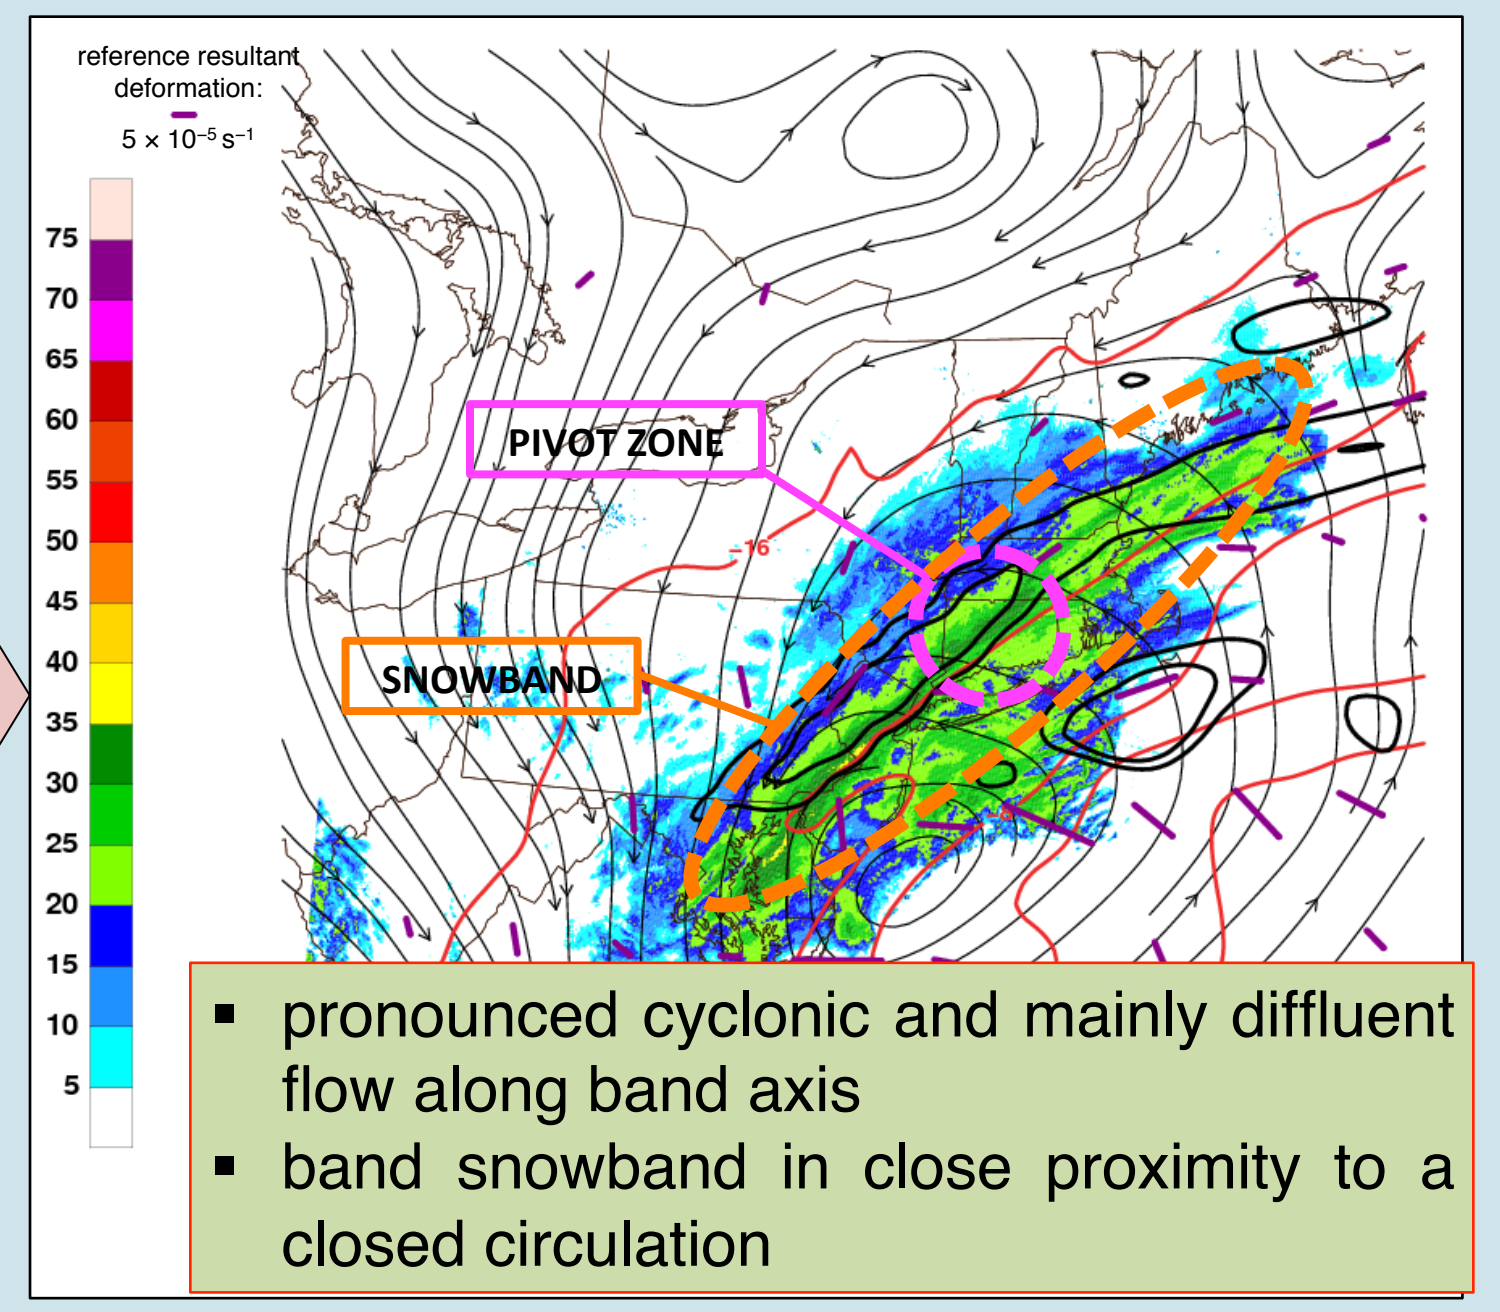 reference resultant
deformation:
5 × 10⁻⁵ s⁻¹
75
70
65
60
55
50
45
40
35
30
25
20
15
10
5
PIVOT ZONE
−16
SNOWBAND
▪ pronounced cyclonic and mainly diffluent
flow along band axis
▪ band snowband in close proximity to a
closed circulation